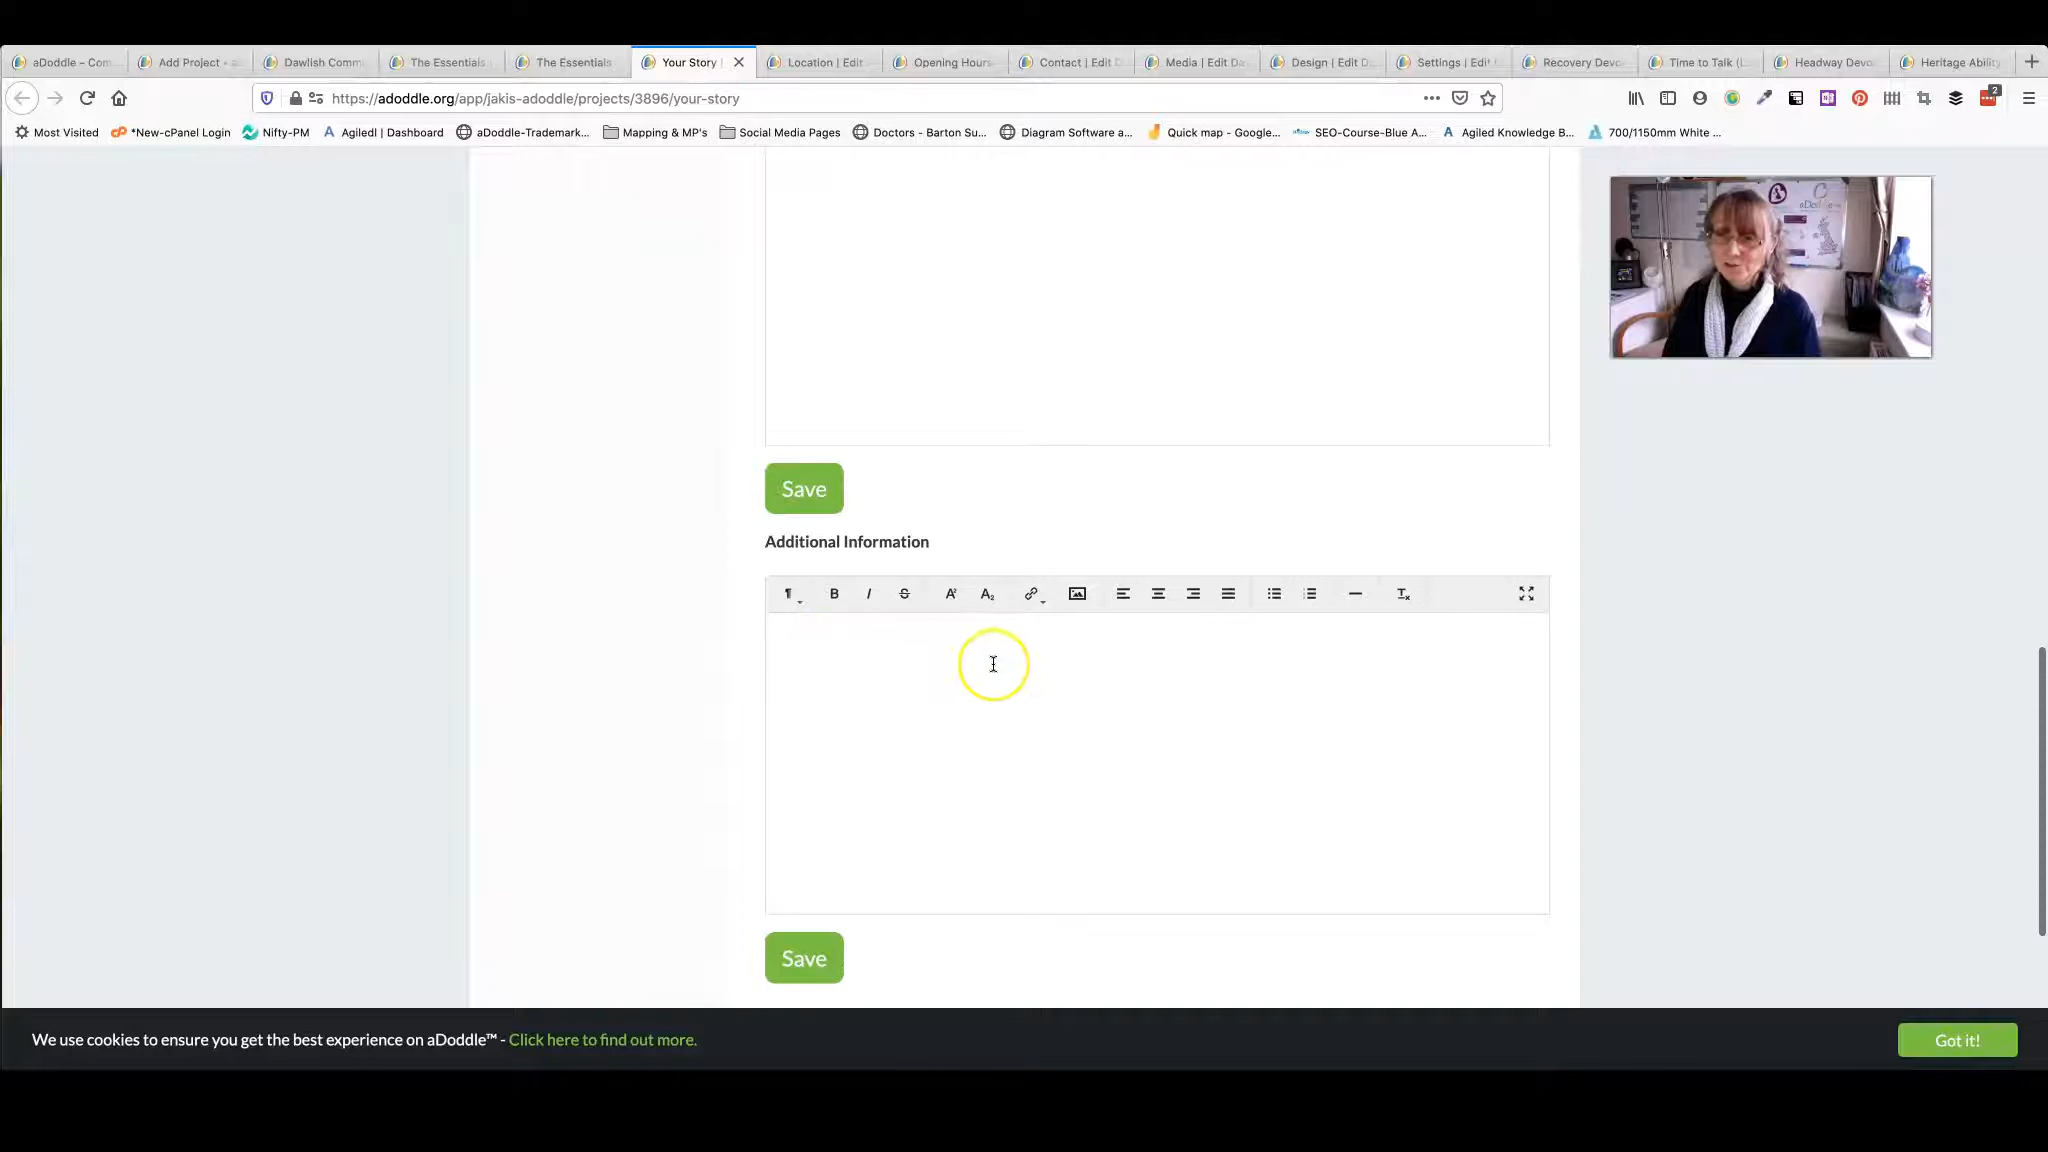 aDoddle – Com
Add Project - a
Dawlish Comm
The Essentials
The Essentials
Your Story |
Location | Edit
Opening Hours
Contact | Edit D
Media | Edit Da
Design | Edit D
Settings | Edit
Recovery Devo
Time to Talk (L
Headway Devo
Heritage Ability
https://adoddle.org/app/jakis-adoddle/projects/3896/your-story
2
Most Visited
*New-cPanel Login
Nifty-PM
Agiledl | Dashboard
aDoddle-Trademark...
Mapping & MP's
Social Media Pages
Doctors - Barton Su...
Diagram Software a...
Quick map - Google...
SEO-Course-Blue A...
Agiled Knowledge B...
700/1150mm White ...
Save
Additional Information
Save
We use cookies to ensure you get the best experience on aDoddle™ - Click here to find out more.
Got it!